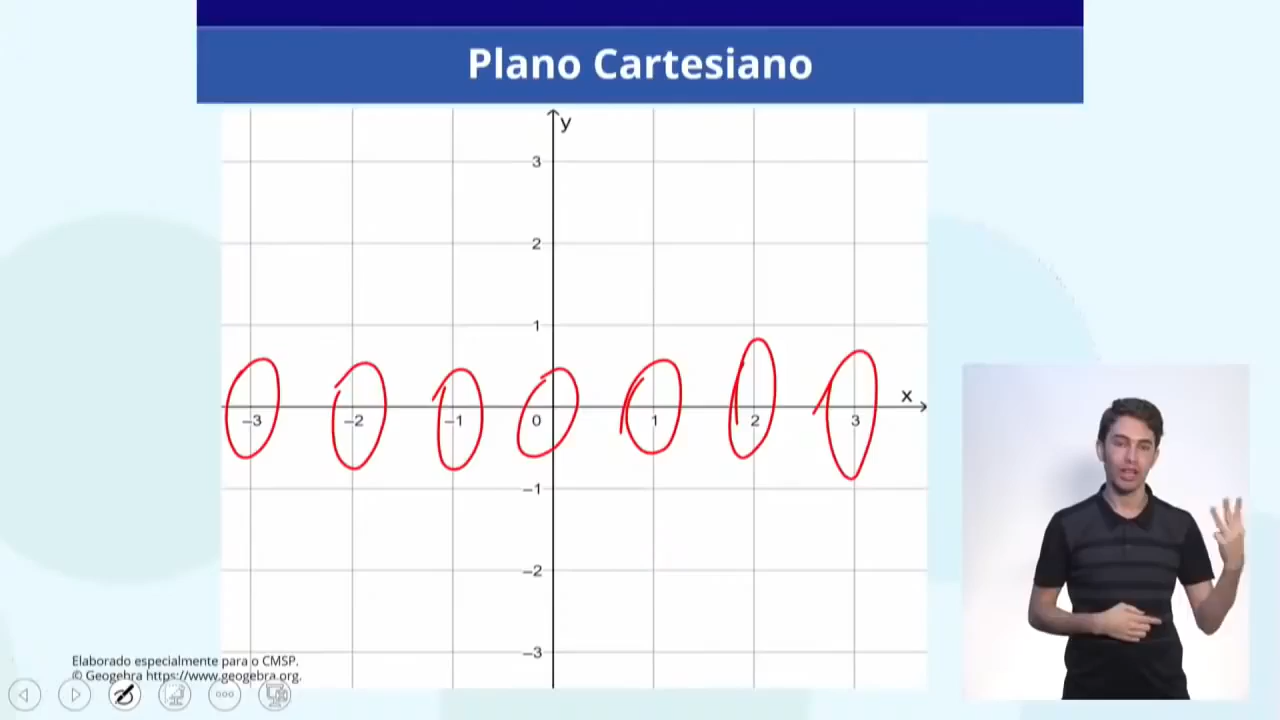 Plano Cartesiano
y
3
2
1
x
−3 −2 −1 0 1 2 3
−1
−2
−3
Elaborado especialmente para o CMSP.
© Geogebra https://www.geogebra.org.